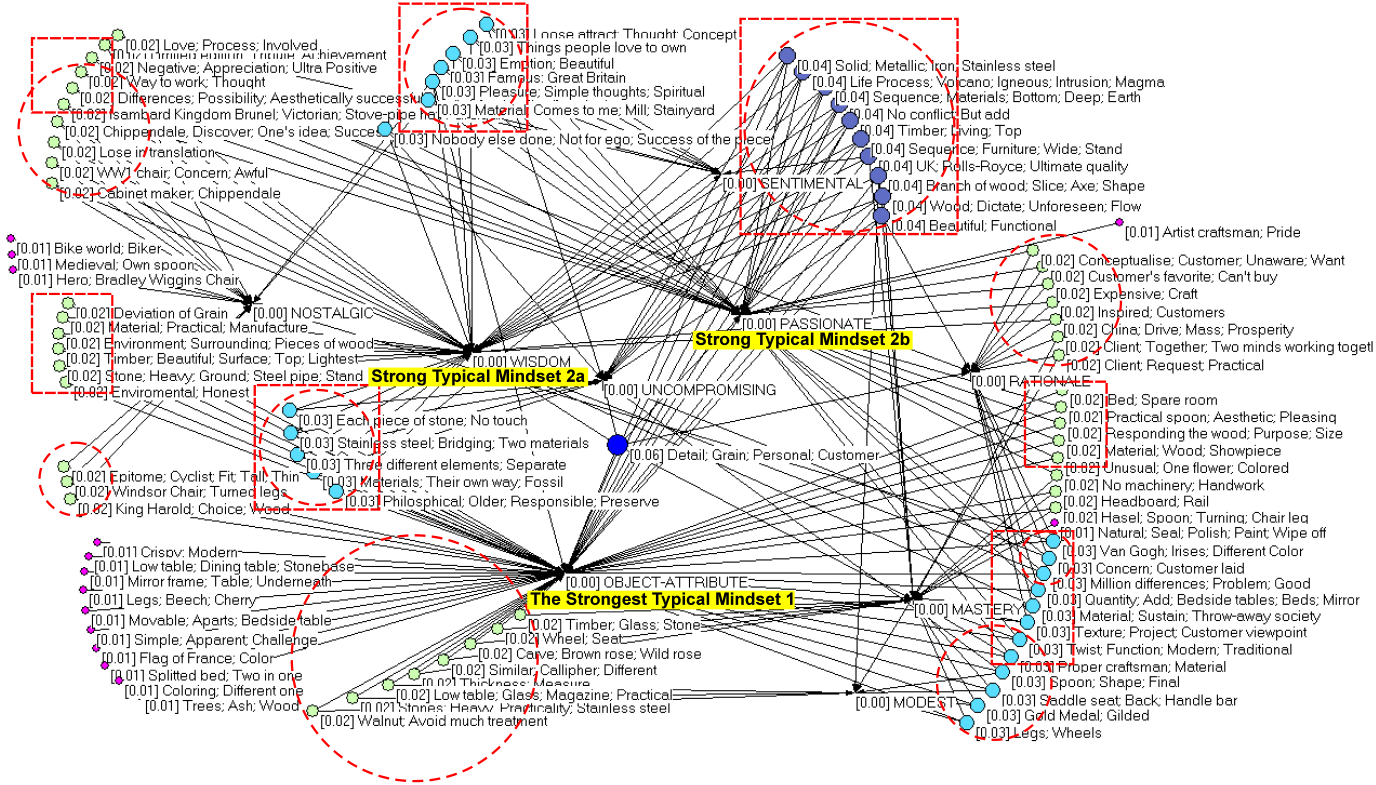 [0.02] Love; Process; Involved
Achievement
[0.02] Negative; Appreciation; Ultra Positive
[0.02] Way to work; Thought
[0.02] Differences; Possibility; Aesthetically
[0.02] Isambard Kingdom Brunel; Victorian; Stove-pipe
[0.02] Chippendale, Discover, One's idea;
[0.02] Lose in translation
[0.02] WW1 chair, Concern, Awful
[0.02] Cabinet maker, Chippendale
[0.03] Loose attract; Thought; Concept
[0.03] Things people love to own
[0.03] Emption; Beautiful
[0.03] Famous; Great Britain
[0.03] Pleasure; Simple thoughts; Spiritual
[0.03] Material; Comes to me; Mill; Stainyard
[0.03] Nobody else done; Not for ego; Success of the piece
[0.00] SENTIMENTAL
[0.04] Solid; Metallic; Iron; Stainless steel
[0.04] Life Process; Volcano; Igneous; Intrusion; Magma
[0.04] Sequence; Materials; Bottom; Deep; Earth
[0.04] No conflict; But add
[0.04] Timber; Living; Top
[0.04] Sequence; Furniture; Wide; Stand
[0.04] UK; Rolls-Royce; Ultimate quality
[0.04] Branch of wood; Slice; Axe; Shape
[0.04] Wood; Dictate; Unforeseen; Flow
[0.04] Beautiful; Functional
[0.01] Artist craftsman; Pride
[0.01] Bike world; Biker
[0.01] Medieval; Own spoon
[0.01] Hero; Bradley Wiggins Chair
[0.02] Conceptualise; Customer; Unaware; Want
[0.02] Customer's favorite; Can't buy
[0.02] Expensive; Craft
[0.02] Inspired; Customers
[0.02] China; Drive; Mass; Prosperity
[0.02] Client; Together; Two minds working togetl
[0.02] Client; Request; Practical
[0.02] Deviation of Grain
[0.02] Material; Practical; Manufacture
[0.02] Environment; Surrounding; Pieces of wood
[0.02] Timber; Beautiful; Surface; Top; Lightest
[0.02] Stone; Heavy; Ground; Steel pipe; Stand
[0.02] Enviromental; Honest
[0.00] NOSTALGIC
[0.00] PASSIONATE
Strong Typical Mindset 2b
[0.00] WISDOM
Strong Typical Mindset 2a
[0.00] UNCOMPROMISING
[0.00] RATIONALE
[0.02] Bed; Spare room
[0.02] Practical spoon; Aesthetic; Pleasing
[0.02] Responding the wood; Purpose; Size
[0.02] Material; Wood; Showpiece
[0.02] Unusual; One flower; Colored
[0.02] No machinery; Handwork
[0.02] Headboard; Rail
[0.02] Hasel; Spoon; Turning; Chair leg
[0.03] Each piece of stone; No touch
[0.03] Stainless steel; Bridging; Two materials
[0.03] Three different elements; Separate
[0.03] Materials; Their own way; Fossil
[0.03] Philosphical; Older; Responsible; Preserve
[0.06] Detail; Grain; Personal; Customer
[0.02] Epitome; Cyclist; Fit; Tall; Thin
[0.02] Windsor Chair; Turned legs
[0.02] King Harold; Choice; Wood
[0.01] Crispy; Modern
[0.01] Low table; Dining table; Stonebase
[0.01] Mirror frame; Table; Underneath
[0.01] Legs; Beech; Cherry
[0.01] Movable; Aparts; Bedside table
[0.01] Simple; Apparent; Challenge
[0.01] Flag of France; Color
[0.01] Splitted bed; Two in one
[0.01] Coloring; Different one
[0.01] Trees; Ash; Wood
[0.00] OBJECT-ATTRIBUTE
The Strongest Typical Mindset 1
[0.02] Timber; Glass; Stone
[0.02] Wheel; Seat
[0.02] Carve; Brown rose; Wild rose
[0.02] Similar; Callipher; Different
[0.02] Thickness; Measure
[0.02] Low table; Glass; Magazine; Practical
[0.02] Stones; Heavy; Practicality; Stainless steel
[0.02] Walnut; Avoid much treatment
[0.00] MASTERY
[0.00] MODEST
[0.01] Natural; Seal; Polish; Paint; Wipe off
[0.03] Van Gogh; Irises; Different Color
[0.03] Concern; Customer laid
[0.03] Million differences; Problem; Good
[0.03] Quantity; Add; Bedside tables; Beds; Mirror
[0.03] Material; Sustain; Throw-away society
[0.03] Texture; Project; Customer viewpoint
[0.03] Twist; Function; Modern; Traditional
[0.03] Proper craftsman; Material
[0.03] Spoon; Shape; Final
[0.03] Saddle seat; Back; Handle bar
[0.03] Gold Medal; Gilded
[0.03] Legs; Wheels